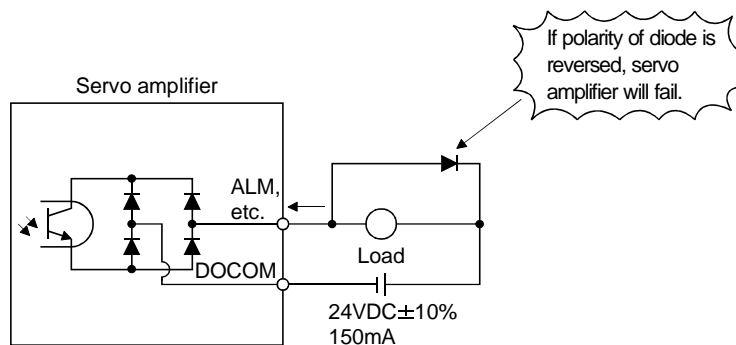 If polarity of diode is
reversed, servo
amplifier will fail.
Servo amplifier
ALM,
etc.
Load
DOCOM
24VDC±10%
150mA